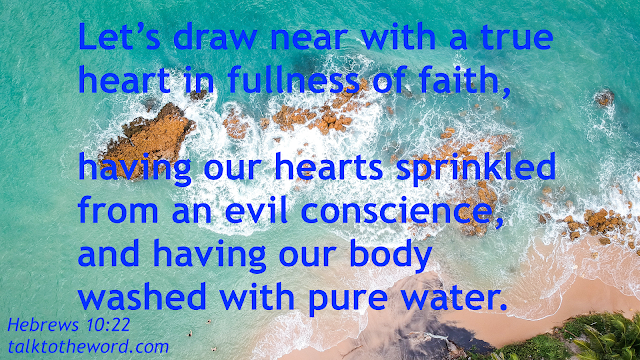 Let’s draw near with a true
heart in fullness of faith,
having our hearts sprinkled
from an evil conscience,
and having our body
washed with pure water.
Hebrews 10:22
talktotheword.com